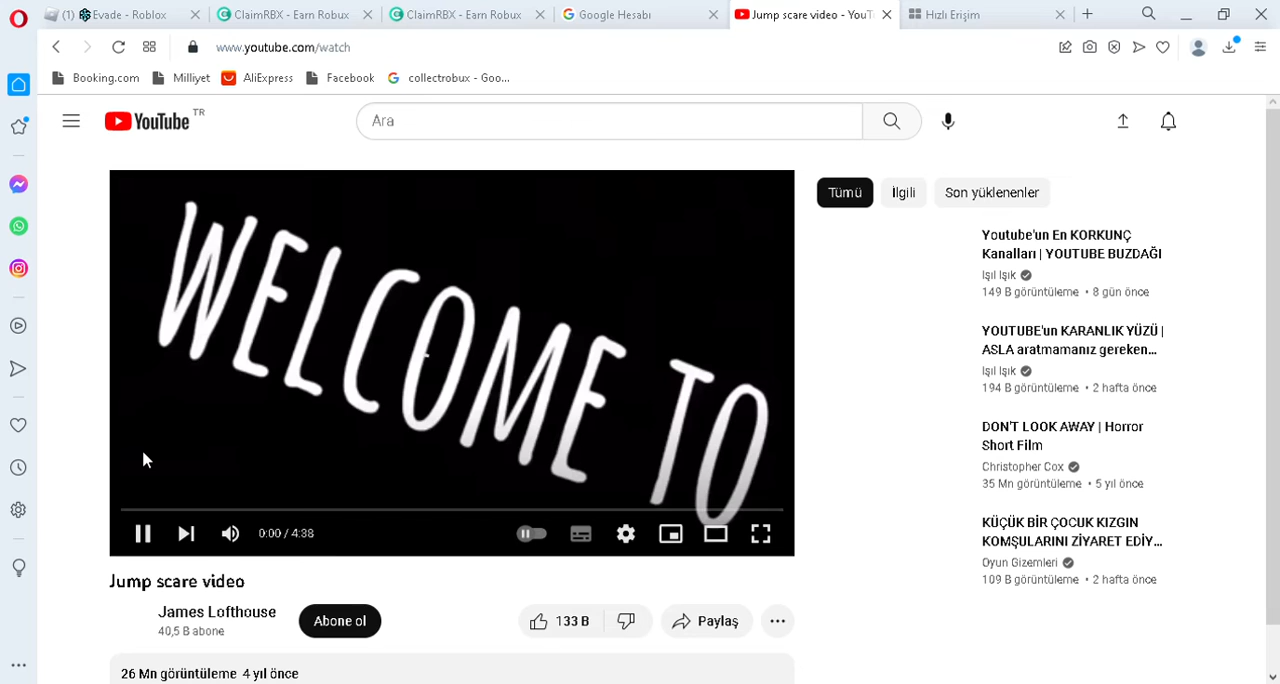 (1) Evade - Roblox
ClaimRBX - Earn Robux
ClaimRBX - Earn Robux
Google Hesabı
Jump scare video - YouT
Hızlı Erişim
www.youtube.com/watch
Booking.com
Milliyet
AliExpress
Facebook
collectrobux - Goo...
YouTube TR
Ara
WELCOME TO
0:00 / 4:38
Jump scare video
James Lofthouse
40,5 B abone
Abone ol
133 B
Paylaş
26 Mn görüntüleme 4 yıl önce
Tümü
İlgili
Son yüklenenler
Youtube'un En KORKUNÇ
Kanalları | YOUTUBE BUZDAĞI
Işıl Işık
149 B görüntüleme • 8 gün önce
YOUTUBE'un KARANLIK YÜZÜ |
ASLA aratmamanız gereken...
Işıl Işık
194 B görüntüleme • 2 hafta önce
DON'T LOOK AWAY | Horror
Short Film
Christopher Cox
35 Mn görüntüleme • 5 yıl önce
KÜÇÜK BİR ÇOCUK KIZGIN
KOMŞULARINI ZİYARET EDİY...
Oyun Gizemleri
109 B görüntüleme • 2 hafta önce